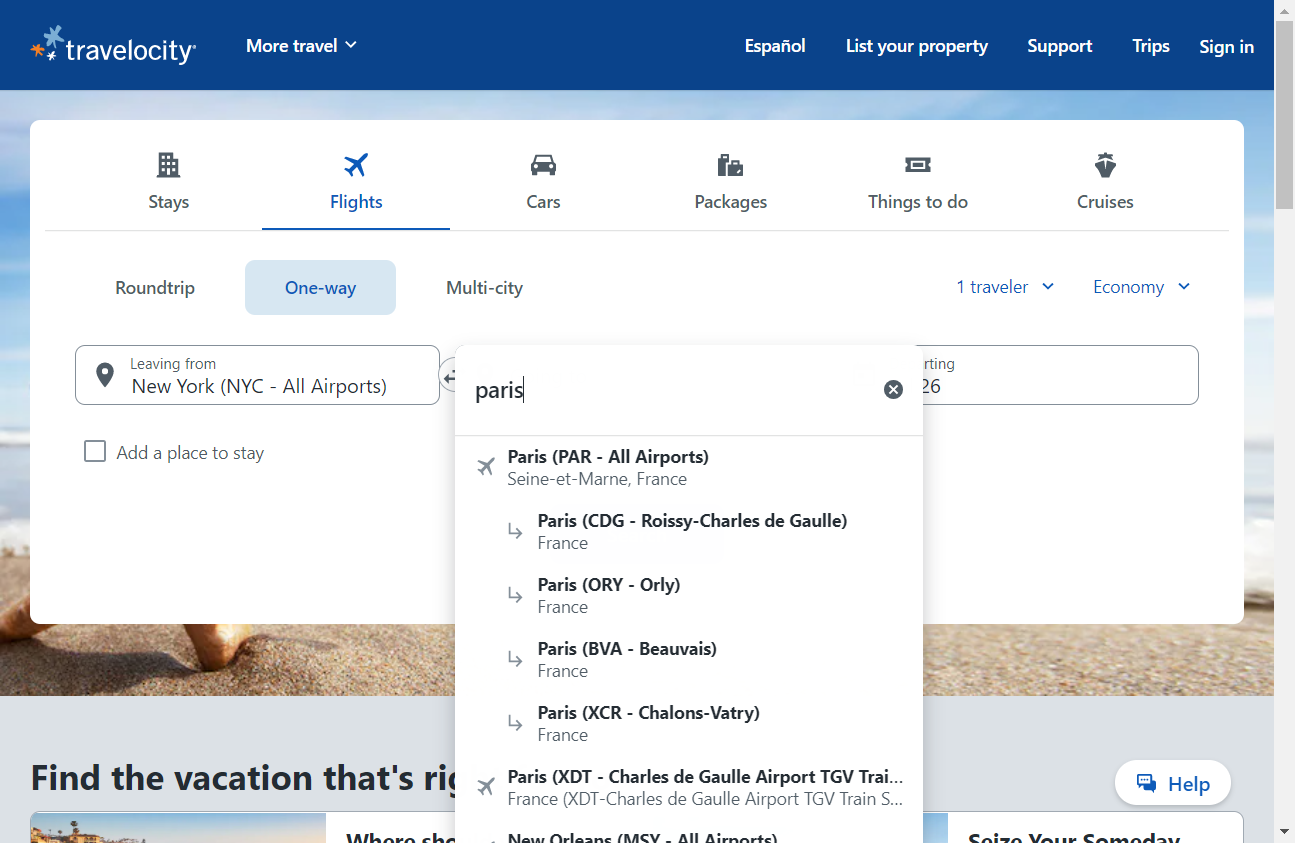 travelocity
More travel
Español
List your property
Support
Trips
Sign in
Stays
Flights
Cars
Packages
Things to do
Cruises
Roundtrip
One-way
Multi-city
1 traveler
Economy
Leaving from
New York (NYC - All Airports)
paris
rting
26
Add a place to stay
Paris (PAR - All Airports)
Seine-et-Marne, France
Paris (CDG - Roissy-Charles de Gaulle)
France
Paris (ORY - Orly)
France
Paris (BVA - Beauvais)
France
Paris (XCR - Chalons-Vatry)
France
Paris (XDT - Charles de Gaulle Airport TGV Trai...
France (XDT-Charles de Gaulle Airport TGV Train S...
New Orleans (MSY - All Airports)
Find the vacation that's rig
Help
Where sho
Seize Your Someday